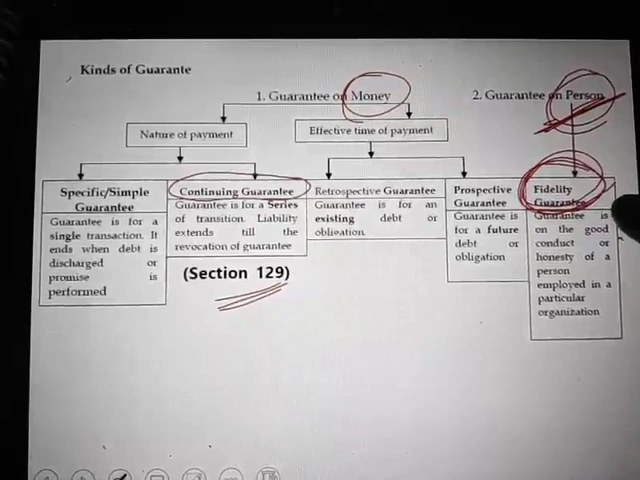 Kinds of Guarante
1. Guarantee on Money
2. Guarantee on Person
Nature of payment
Effective time of payment
Specific/Simple
Guarantee
Guarantee is for a
single transaction. It
ends when debt is
discharged or
promise is
performed
Continuing Guarantee
Guarantee is for a Series
of transition. Liability
extends till the
revocation of guarantee
(Section 129)
Retrospective Guarantee
Guarantee is for an
existing debt or
obligation
Prospective
Guarantee
Guarantee is
for a future
debt or
obligation
Fidelity
Guarantee
Guarantee is
on the good
conduct or
honesty of a
person
employed in a
particular
organization